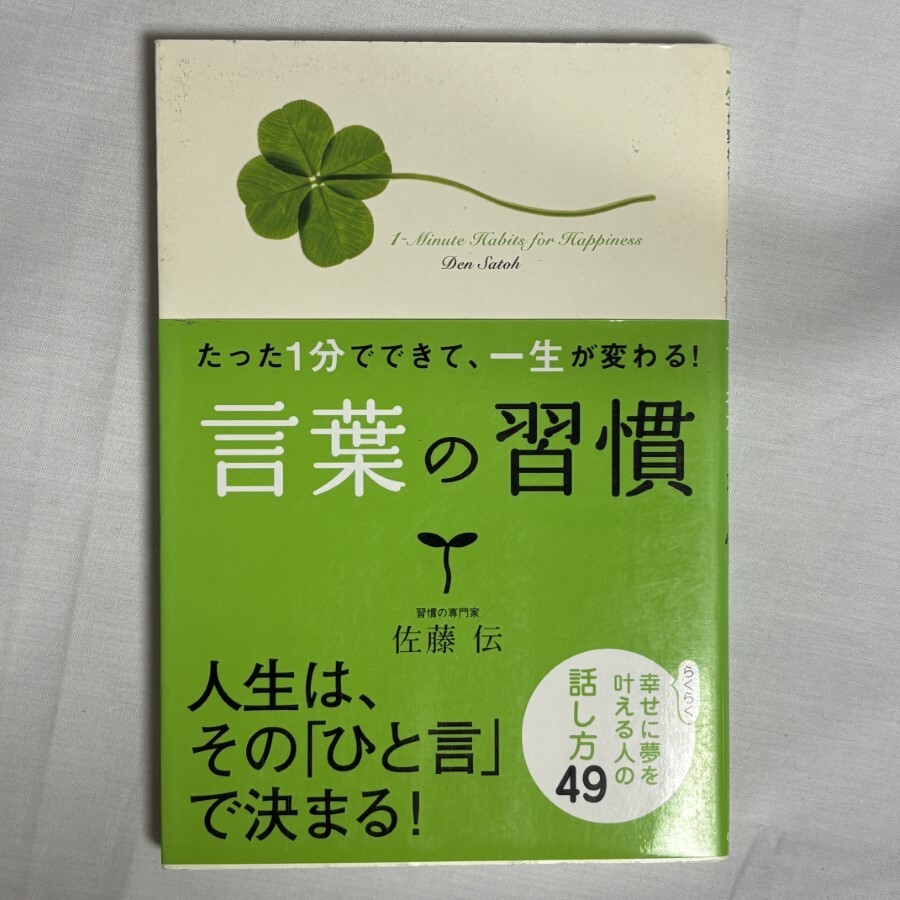 1-Minute Habits for Happiness
Den Satoh
たった1分でできて、一生が変わる!
言葉の習慣
習慣の専門家
佐藤 伝
人生は、
その「ひと言」
で決まる!
らくらく
幸せに夢を
叶える人の
話し方49